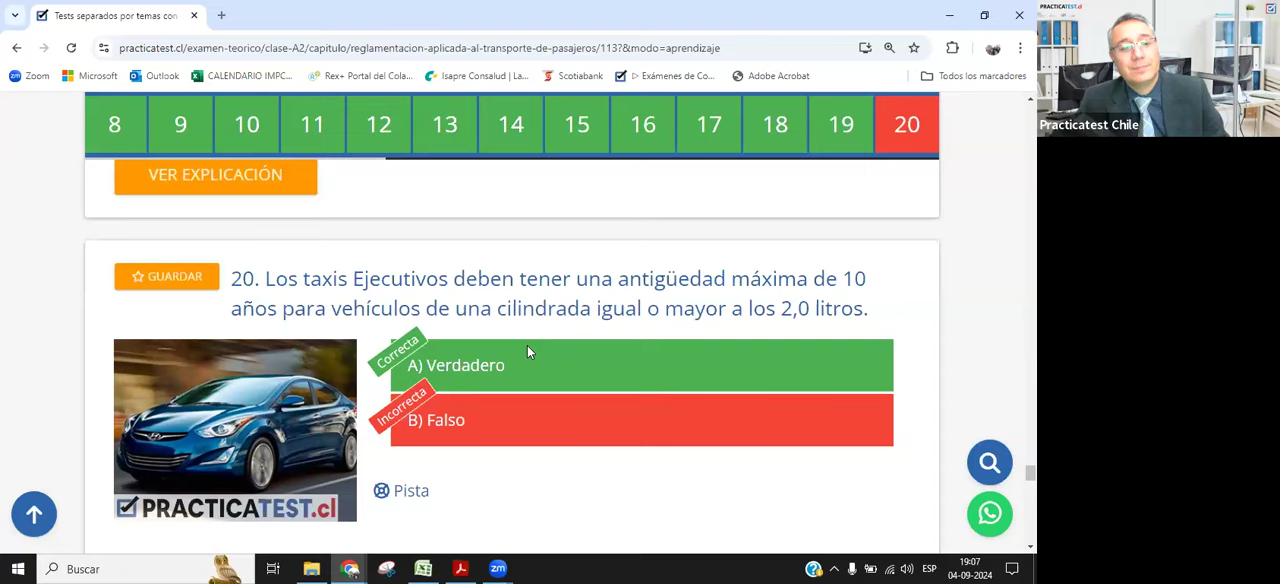 Tests separados por temas con
practicatest.cl/examen-teorico/clase-A2/capitulo/reglamentacion-aplicada-al-transporte-de-pasajeros/113?&modo=aprendizaje
Zoom
Microsoft
Outlook
CALENDARIO IMPC...
Rex+ Portal del Cola...
Isapre Consalud | La...
Scotiabank
▷ Exámenes de Co...
Adobe Acrobat
Todos los marcadores
PRACTICATEST.cl
Practicatest Chile
8 9 10 11 12 13 14 15 16 17 18 19 20
VER EXPLICACIÓN
GUARDAR
20. Los taxis Ejecutivos deben tener una antigüedad máxima de 10
años para vehículos de una cilindrada igual o mayor a los 2,0 litros.
Correcta
A) Verdadero
Incorrecta
B) Falso
Pista
PRACTICATEST.cl
Buscar
zm
ESP
19:07
04-09-2024